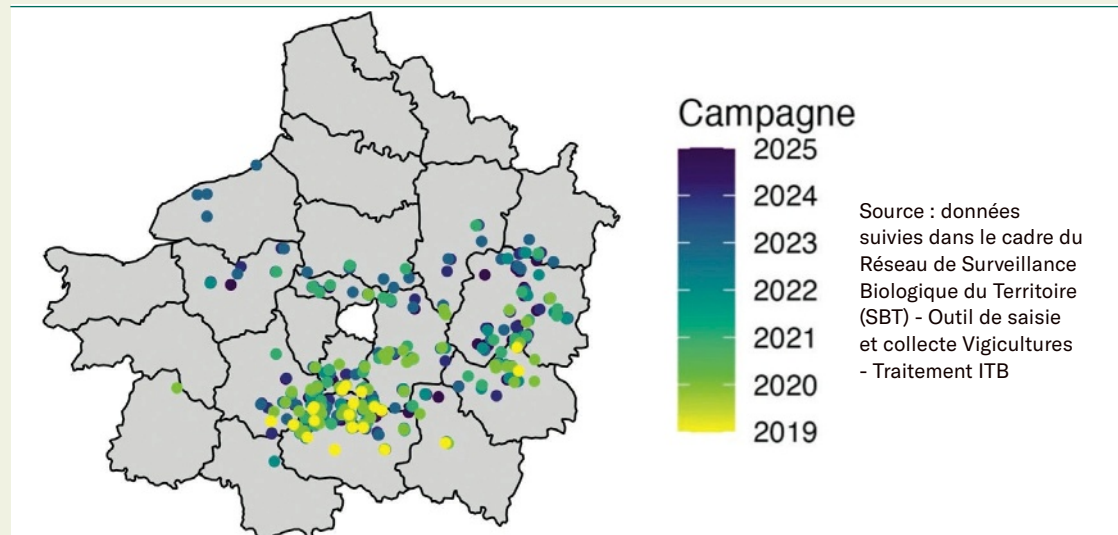 Campagne
2025
2024
2023
2022
2021
2020
2019
Source : données
suivies dans le cadre du
Réseau de Surveillance
Biologique du Territoire
(SBT) - Outil de saisie
et collecte Vigicultures
- Traitement ITB